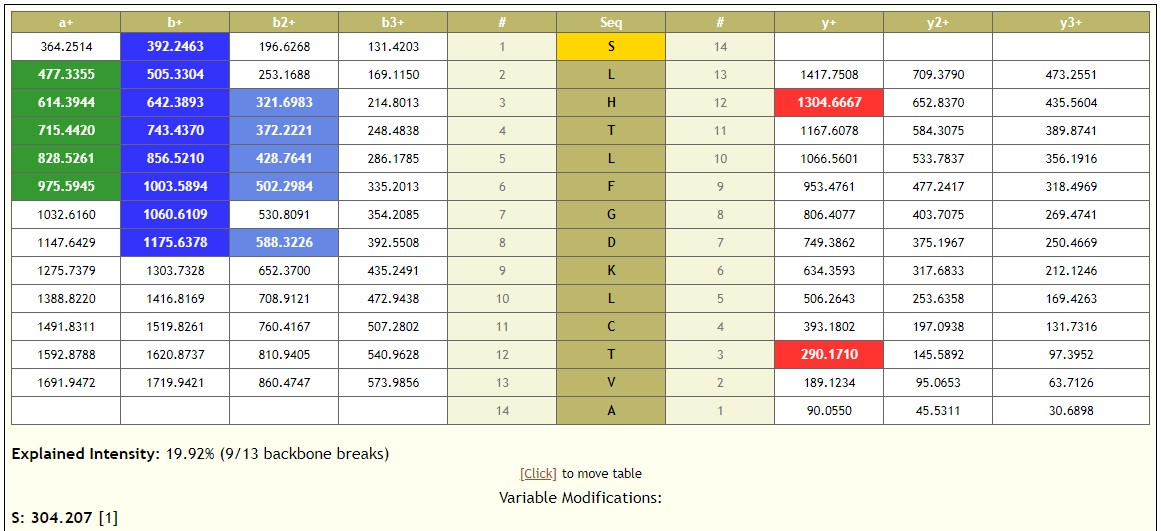 a+ b+ b2+ b3+ # Seq # y+ y2+ y3+
364.2514 392.2463 196.6268 131.4203 1 S 14
477.3355 505.3304 253.1688 169.1150 2 L 13 1417.7508 709.3790 473.2551
614.3944 642.3893 321.6983 214.8013 3 H 12 1304.6667 652.8370 435.5604
715.4420 743.4370 372.2221 248.4838 4 T 11 1167.6078 584.3075 389.8741
828.5261 856.5210 428.7641 286.1785 5 L 10 1066.5601 533.7837 356.1916
975.5945 1003.5894 502.2984 335.2013 6 F 9 953.4761 477.2417 318.4969
1032.6160 1060.6109 530.8091 354.2085 7 G 8 806.4077 403.7075 269.4741
1147.6429 1175.6378 588.3226 392.5508 8 D 7 749.3862 375.1967 250.4669
1275.7379 1303.7328 652.3700 435.2491 9 K 6 634.3593 317.6833 212.1246
1388.8220 1416.8169 708.9121 472.9438 10 L 5 506.2643 253.6358 169.4263
1491.8311 1519.8261 760.4167 507.2802 11 C 4 393.1802 197.0938 131.7316
1592.8788 1620.8737 810.9405 540.9628 12 T 3 290.1710 145.5892 97.3952
1691.9472 1719.9421 860.4747 573.9856 13 V 2 189.1234 95.0653 63.7126
14 A 1 90.0550 45.5311 30.6898
Explained Intensity: 19.92% (9/13 backbone breaks)
[Click] to move table
Variable Modifications:
S: 304.207 [1]